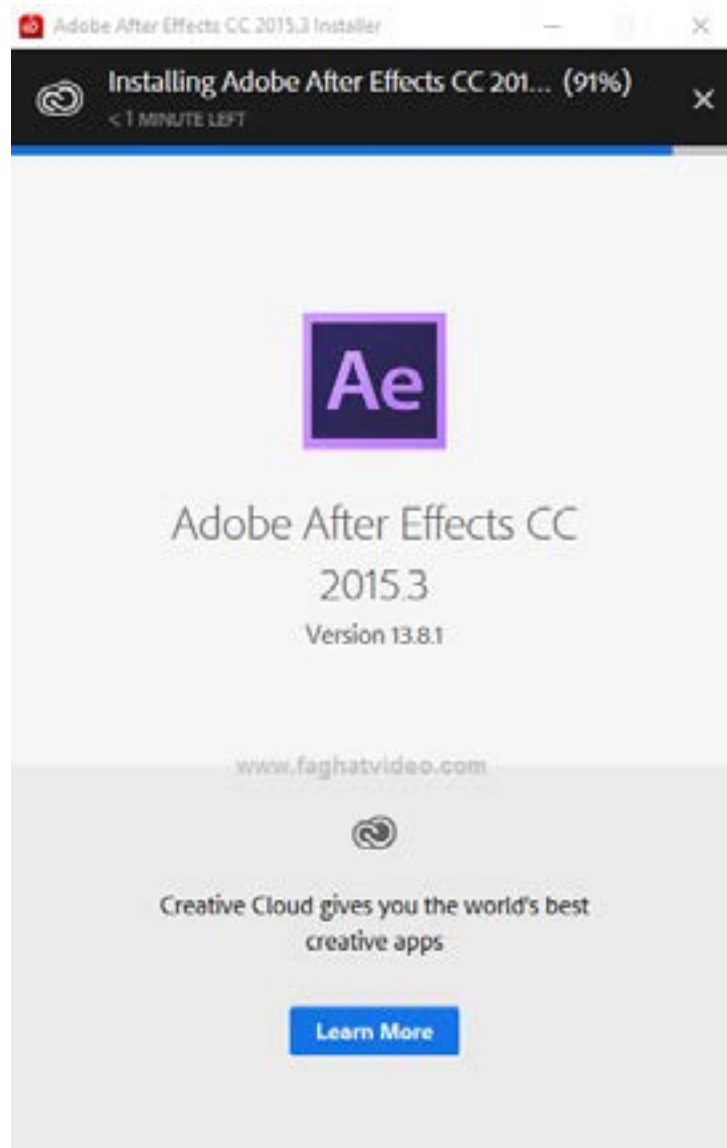 Adobe After Effects CC 2015.3 Installer
Installing Adobe After Effects CC 201... (91%)
< 1 MINUTE LEFT
Ae
Adobe After Effects CC
2015.3
Version 13.8.1
www.faghatvideo.com
Creative Cloud gives you the world's best
creative apps
Learn More